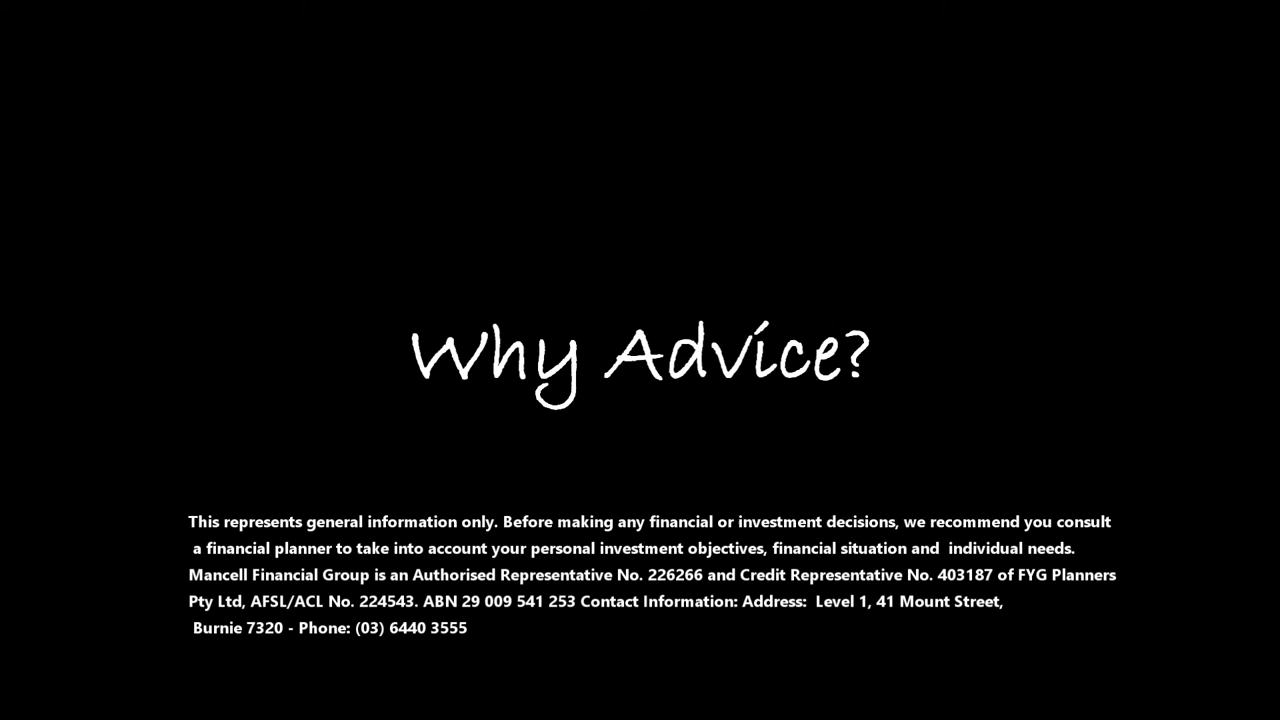 Why Advice?
This represents general information only. Before making any financial or investment decisions, we recommend you consult
a financial planner to take into account your personal investment objectives, financial situation and  individual needs.
Mancell Financial Group is an Authorised Representative No. 226266 and Credit Representative No. 403187 of FYG Planners
Pty Ltd, AFSL/ACL No. 224543. ABN 29 009 541 253 Contact Information: Address:  Level 1, 41 Mount Street,
Burnie 7320 - Phone: (03) 6440 3555